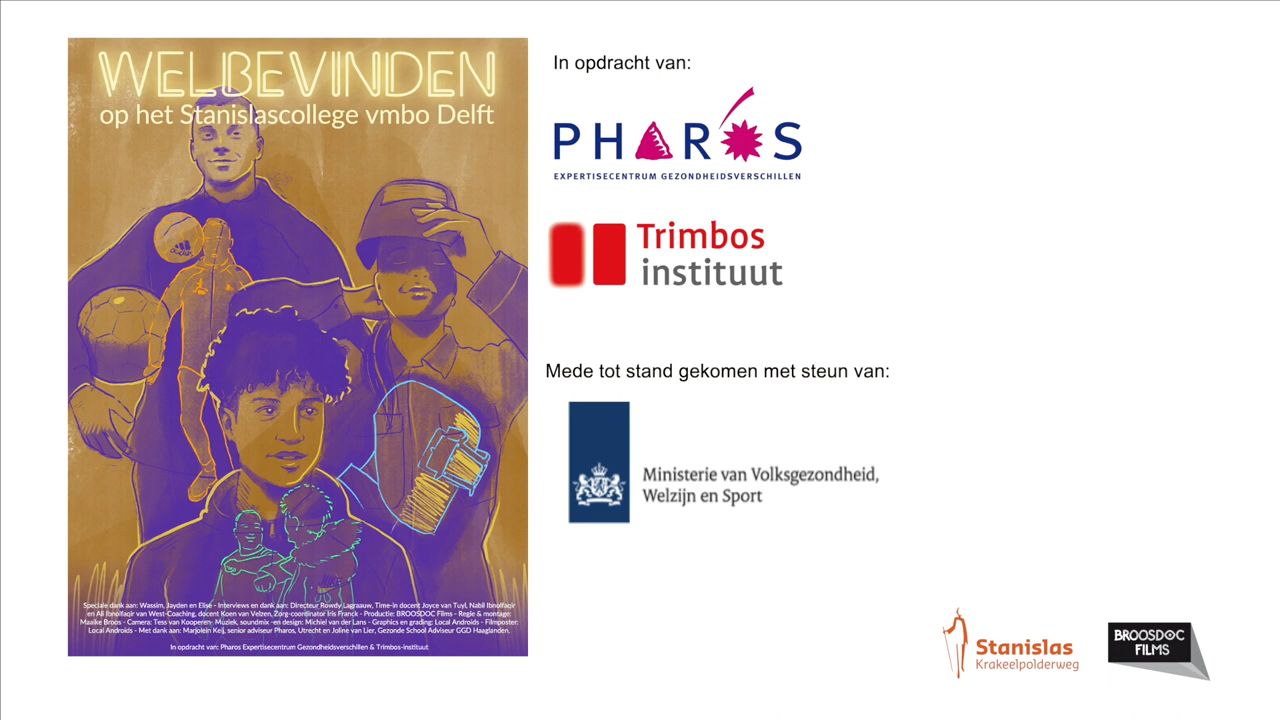 WELBEVINDEN
op het Stanislascollege vmbo Delft
Speciale dank aan: Wassim, Jayden en Elise - Interviews en dank aan: Directeur Rowdy Lagraauw, Time-in docent Joyce van Tuyl, Nabil Ibnolfaqir
en Ali Ibnolfaqir van West-Coaching, docent Koen van Velzen, Zorg-coordinator Iris Franck - Productie: BROOSDOC Films - Regie & montage:
Maaike Broos - Camera: Tess van Kooperen- Muziek, soundmix -en design: Michiel van der Lans - Graphics en grading: Local Androids - Filmposter:
Local Androids - Met dank aan: Marjolein Keij, senior adviseur Pharos, Utrecht en Joline van Lier, Gezonde School Adviseur GGD Haaglanden.
In opdracht van: Pharos Expertisecentrum Gezondheidsverschillen & Trimbos-instituut
In opdracht van:
PHAROS
EXPERTISECENTRUM GEZONDHEIDSVERSCHILLEN
Trimbos
instituut
Mede tot stand gekomen met steun van:
Ministerie van Volksgezondheid,
Welzijn en Sport
Stanislas
Krakeelpolderweg
BROOSDOC
FILMS